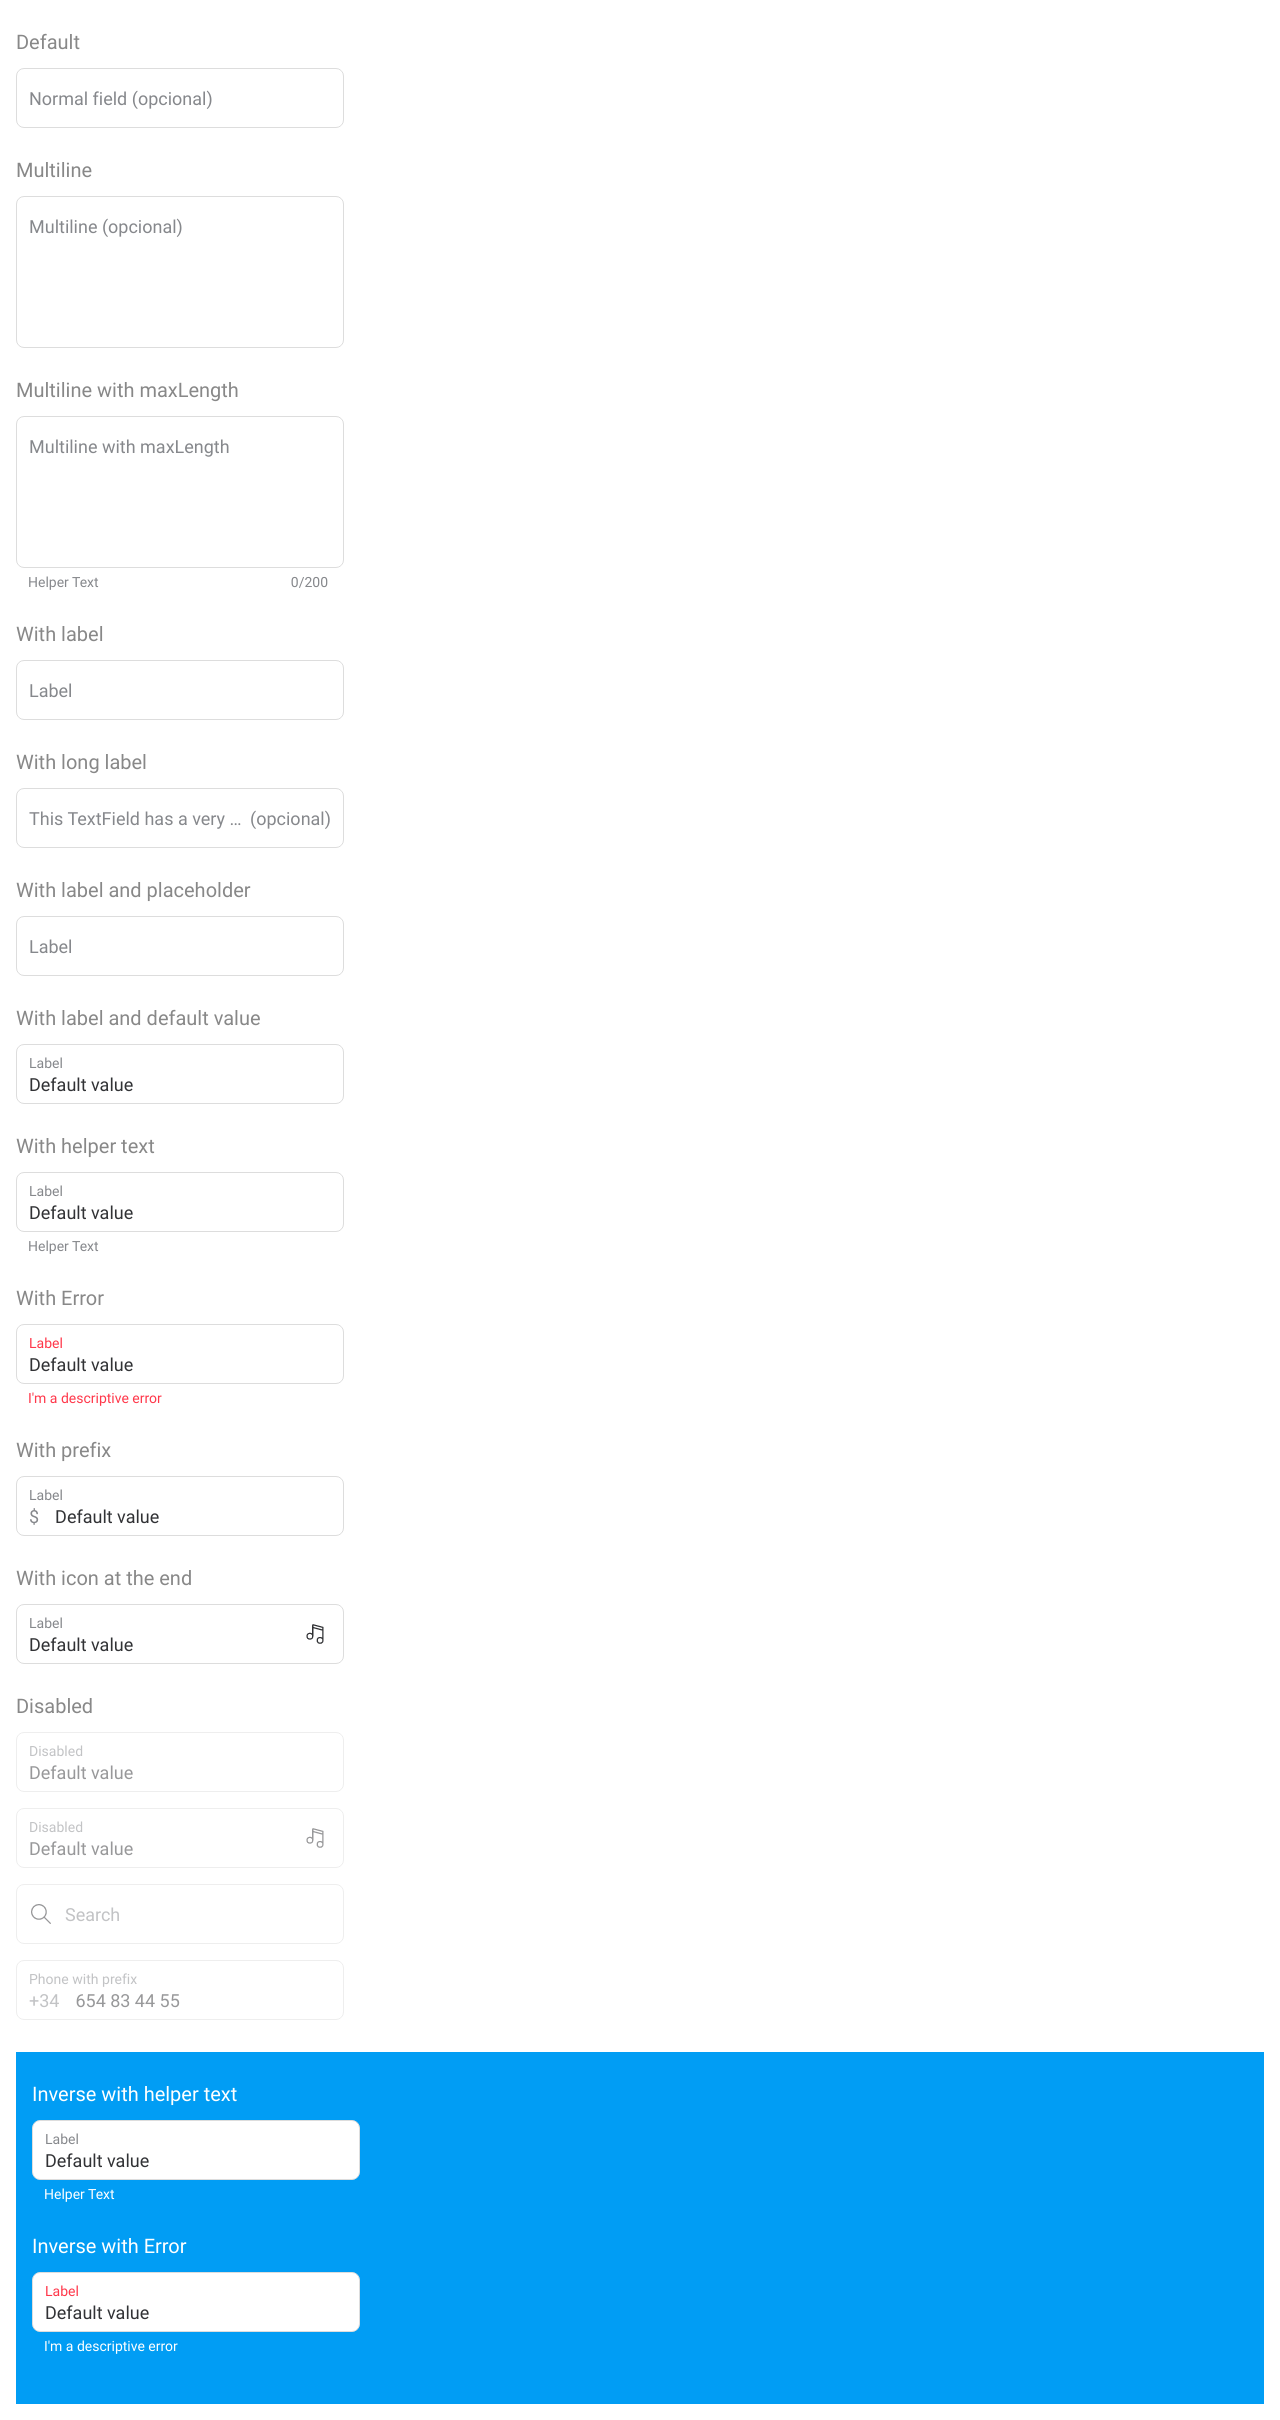 Default
Normal field (opcional)
Multiline
Multiline (opcional)
Multiline with maxLength
Multiline with maxLength
Helper Text 0/200
With label
Label
With long label
This TextField has a very ... (opcional)
With label and placeholder
Label
With label and default value
Label
Default value
With helper text
Label
Default value
Helper Text
With Error
Label
Default value
I'm a descriptive error
With prefix
Label
$ Default value
With icon at the end
Label
Default value
Disabled
Disabled
Default value
Disabled
Default value
Search
Phone with prefix
+34 654 83 44 55
Inverse with helper text
Label
Default value
Helper Text
Inverse with Error
Label
Default value
I'm a descriptive error